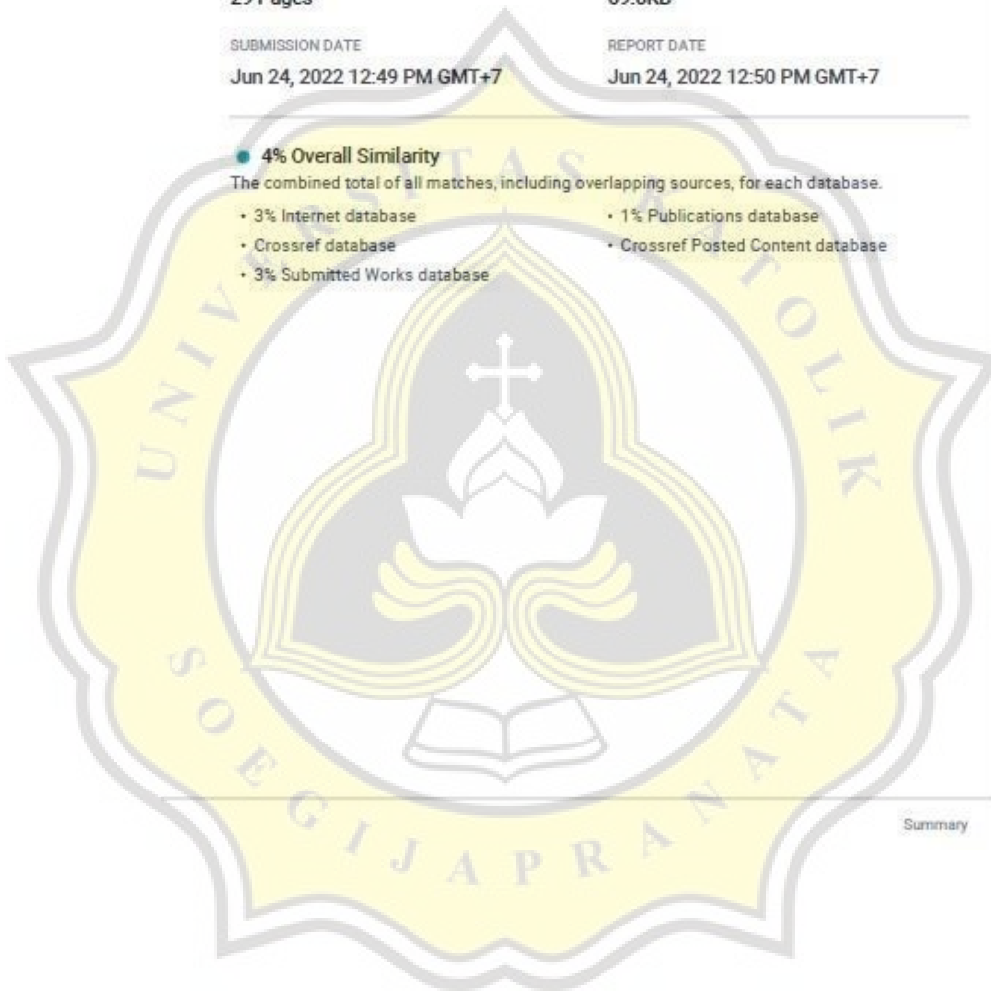 29 Pages
SUBMISSION DATE
REPORT DATE
Jun 24, 2022 12:49 PM GMT+7
Jun 24, 2022 12:50 PM GMT+7
4% Overall Similarity
The combined total of all matches, including overlapping sources, for each database.
• 3% Internet database
• 1% Publications database
• Crossref database
• Crossref Posted Content database
• 3% Submitted Works database
UNIVERSITAS KATOLIK
SOEGIJAPRANATA
Summary